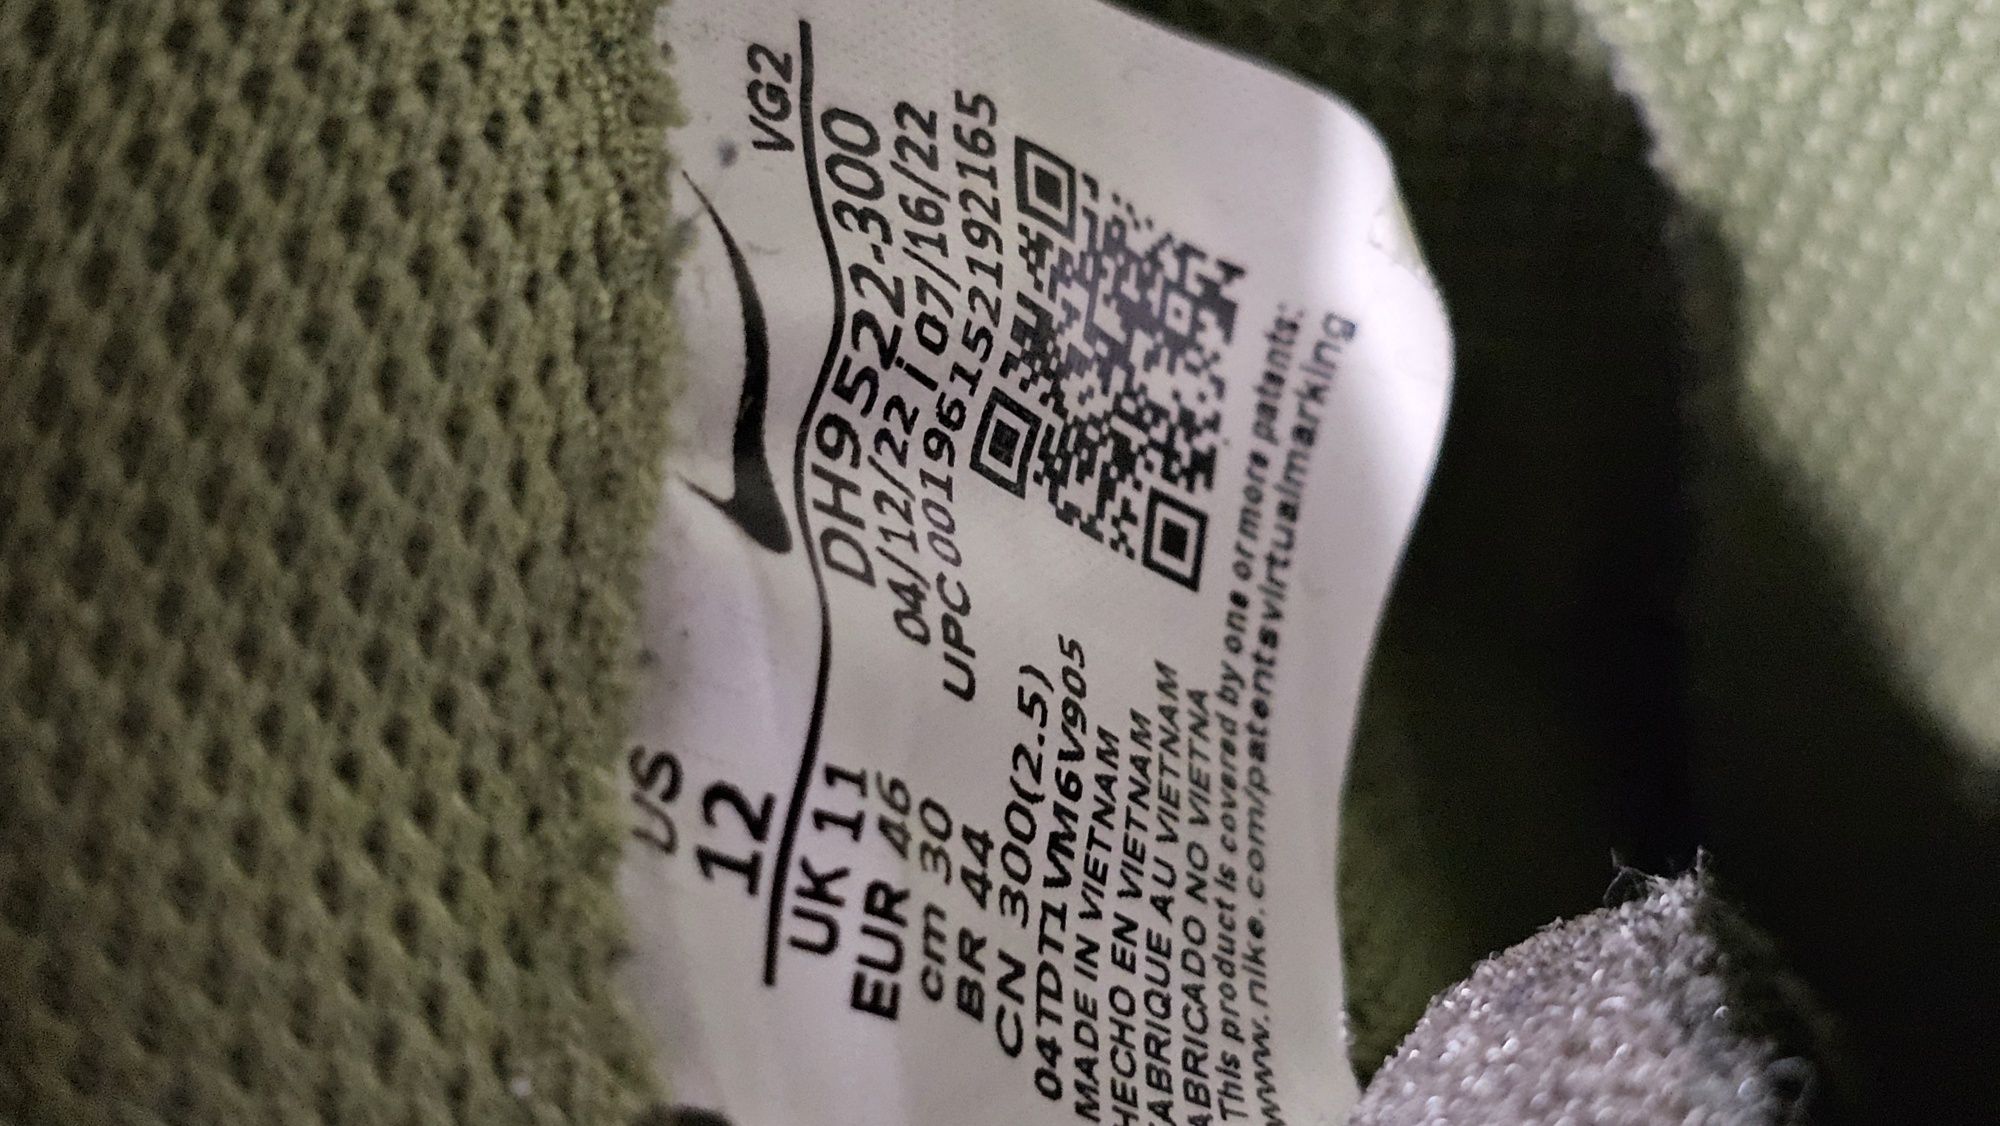 US
12
VG2
UK 11
EUR 46
cm 30
BR 44
CN 300(2.5)
DH9522-300
04/12/22 | 07/16/22
UPC 00196152192165
04TDT1VM6V905
MADE IN VIETNAM
HECHO EN VIETNAM
FABRIQUE AU VIETNAM
FABRICADO NO VIETNA
This product is covered by one or more patents:
www.nike.com/patentsvirtualmarking